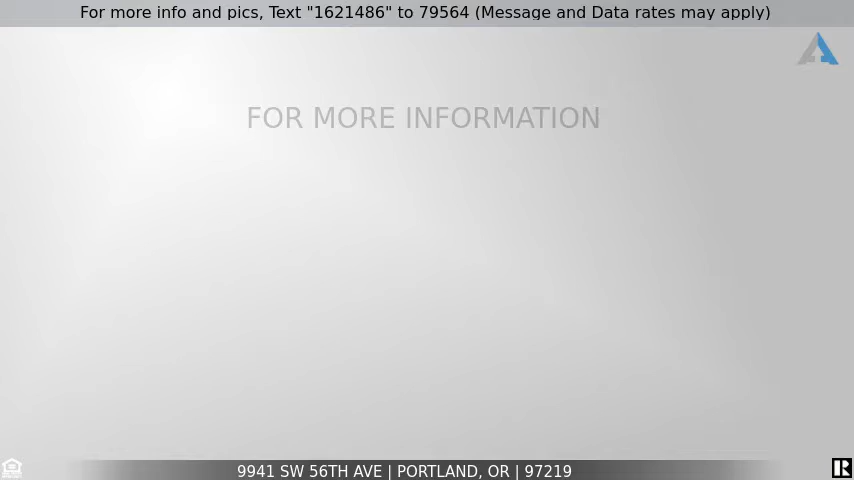 For more info and pics, Text "1621486" to 79564 (Message and Data rates may apply)
FOR MORE INFORMATION
9941 SW 56TH AVE | PORTLAND, OR | 97219